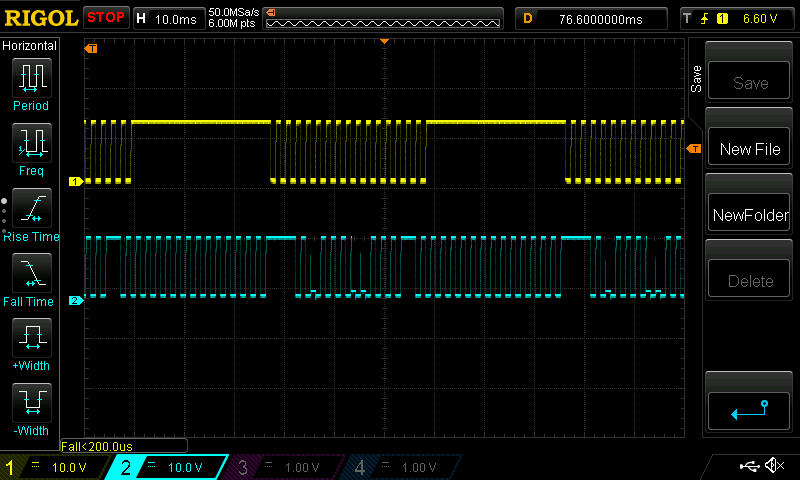 RIGOL STOP H 10.0ms 50.0MSa/s D 76.6000000ms T 1 6.60 V
6.00M pts
Horizontal
Period
Freq
Rise Time
Fall Time
+Width
-Width
T
T
1
2
Save
Save
New File
NewFolder
Delete
Fall<200.0us
1 10.0 V 2 10.0 V 3 1.00 V 4 1.00 V